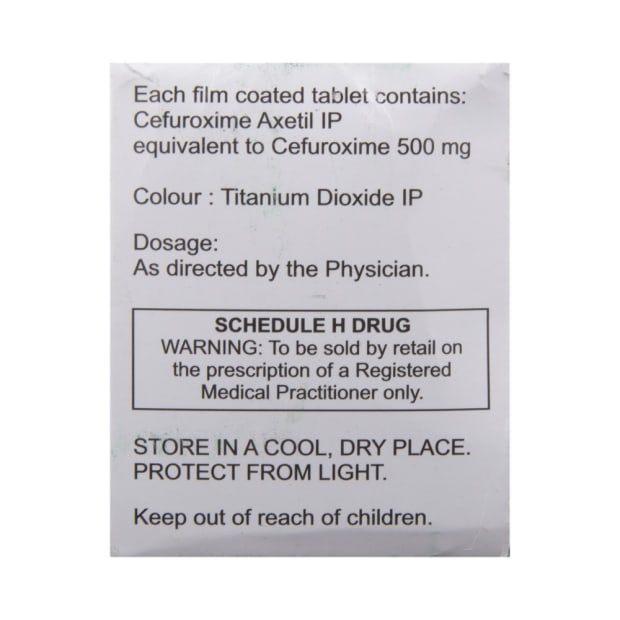 Each film coated tablet contains:
Cefuroxime Axetil IP
equivalent to Cefuroxime 500 mg
Colour : Titanium Dioxide IP
Dosage:
As directed by the Physician.
SCHEDULE H DRUG
WARNING: To be sold by retail on
the prescription of a Registered
Medical Practitioner only.
STORE IN A COOL, DRY PLACE.
PROTECT FROM LIGHT.
Keep out of reach of children.